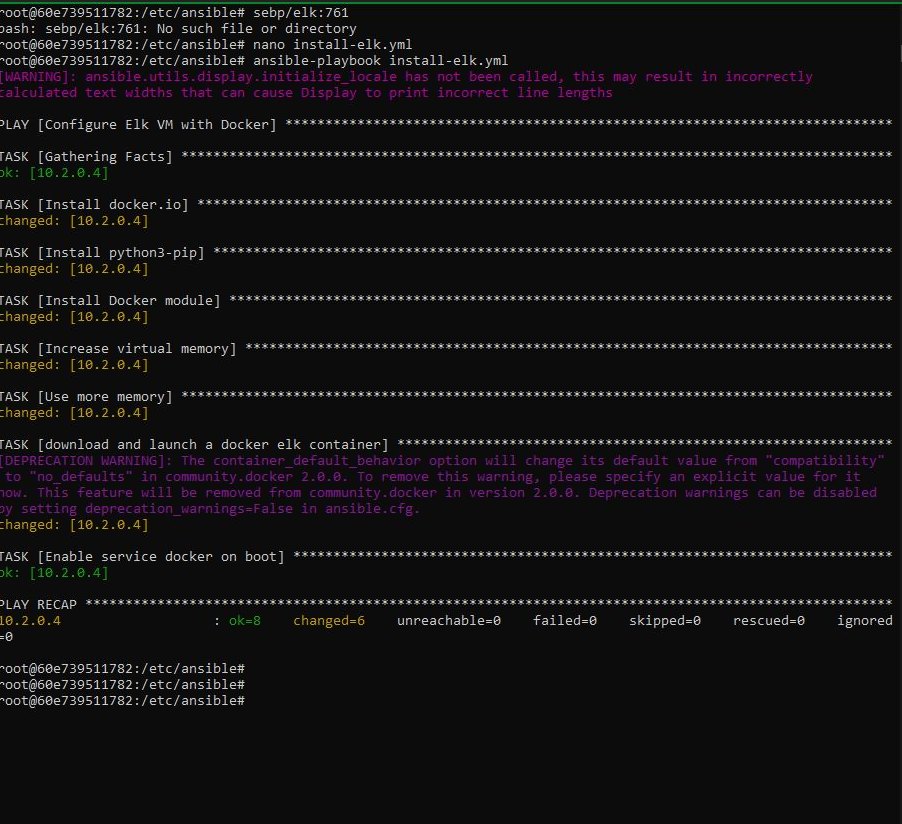 root@60e739511782:/etc/ansible# sebp/elk:761
bash: sebp/elk:761: No such file or directory
root@60e739511782:/etc/ansible# nano install-elk.yml
root@60e739511782:/etc/ansible# ansible-playbook install-elk.yml
[WARNING]: ansible.utils.display.initialize_locale has not been called, this may result in incorrectly
calculated text widths that can cause Display to print incorrect line lengths
PLAY [Configure Elk VM with Docker] ****************************************************************************
TASK [Gathering Facts] *****************************************************************************************
ok: [10.2.0.4]
TASK [Install docker.io] ***************************************************************************************
changed: [10.2.0.4]
TASK [Install python3-pip] *************************************************************************************
changed: [10.2.0.4]
TASK [Install Docker module] ***********************************************************************************
changed: [10.2.0.4]
TASK [Increase virtual memory] *********************************************************************************
changed: [10.2.0.4]
TASK [Use more memory] *****************************************************************************************
changed: [10.2.0.4]
TASK [download and launch a docker elk container] **************************************************************
[DEPRECATION WARNING]: The container_default_behavior option will change its default value from "compatibility"
 to "no_defaults" in community.docker 2.0.0. To remove this warning, please specify an explicit value for it
now. This feature will be removed from community.docker in version 2.0.0. Deprecation warnings can be disabled
by setting deprecation_warnings=False in ansible.cfg.
changed: [10.2.0.4]
TASK [Enable service docker on boot] ***************************************************************************
ok: [10.2.0.4]
PLAY RECAP *****************************************************************************************************
10.2.0.4                   : ok=8    changed=6    unreachable=0    failed=0    skipped=0    rescued=0    ignored
=0
root@60e739511782:/etc/ansible#
root@60e739511782:/etc/ansible#
root@60e739511782:/etc/ansible#